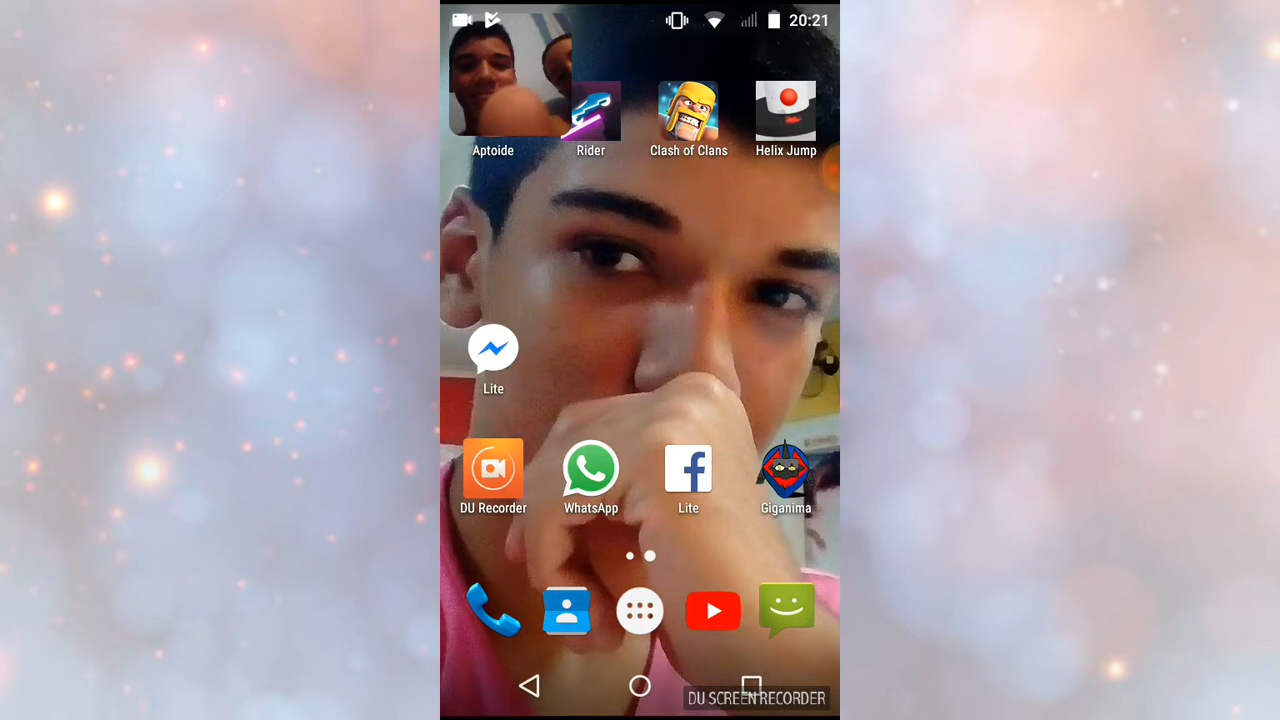 20:21
Aptoide
Rider
Clash of Clans
Helix Jump
Lite
DU Recorder
WhatsApp
Lite
Giganima
DU SCREEN RECORDER